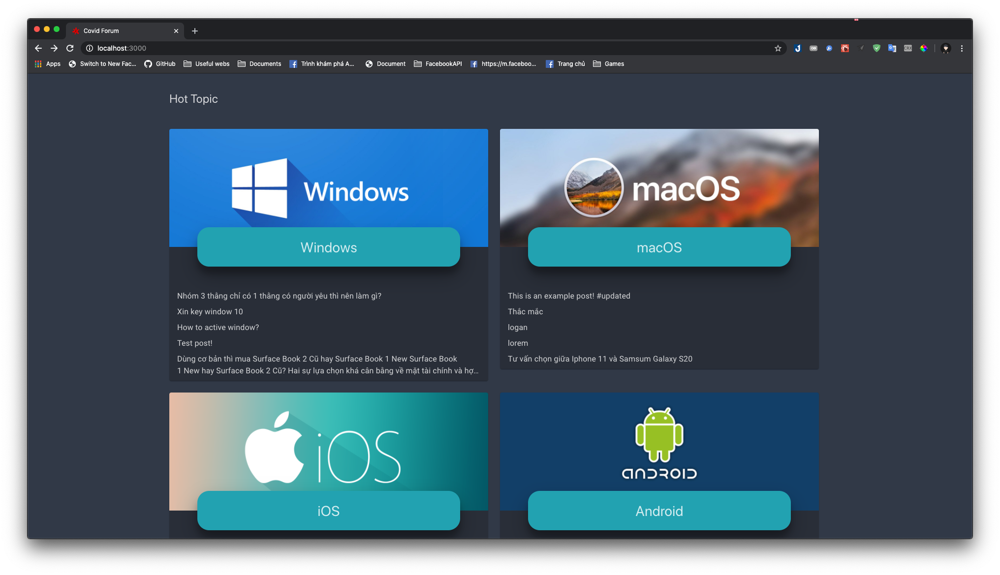 Covid Forum
localhost:3000
Apps
Switch to New Fac...
GitHub
Useful webs
Documents
Trình khám phá A...
Document
FacebookAPI
https://m.faceboo...
Trang chủ
Games
Hot Topic
Windows
Windows
Nhóm 3 thằng chỉ có 1 thằng có người yêu thì nên làm gì?
Xin key window 10
How to active window?
Test post!
Dùng cơ bản thì mua Surface Book 2 Cũ hay Surface Book 1 New Surface Book
1 New hay Surface Book 2 Cũ? Hai sự lựa chọn khá cân bằng về mặt tài chính và hợ...
macOS
macOS
This is an example post! #updated
Thắc mắc
logan
lorem
Tư vấn chọn giữa Iphone 11 và Samsum Galaxy S20
iOS
iOS
ANDROID
Android